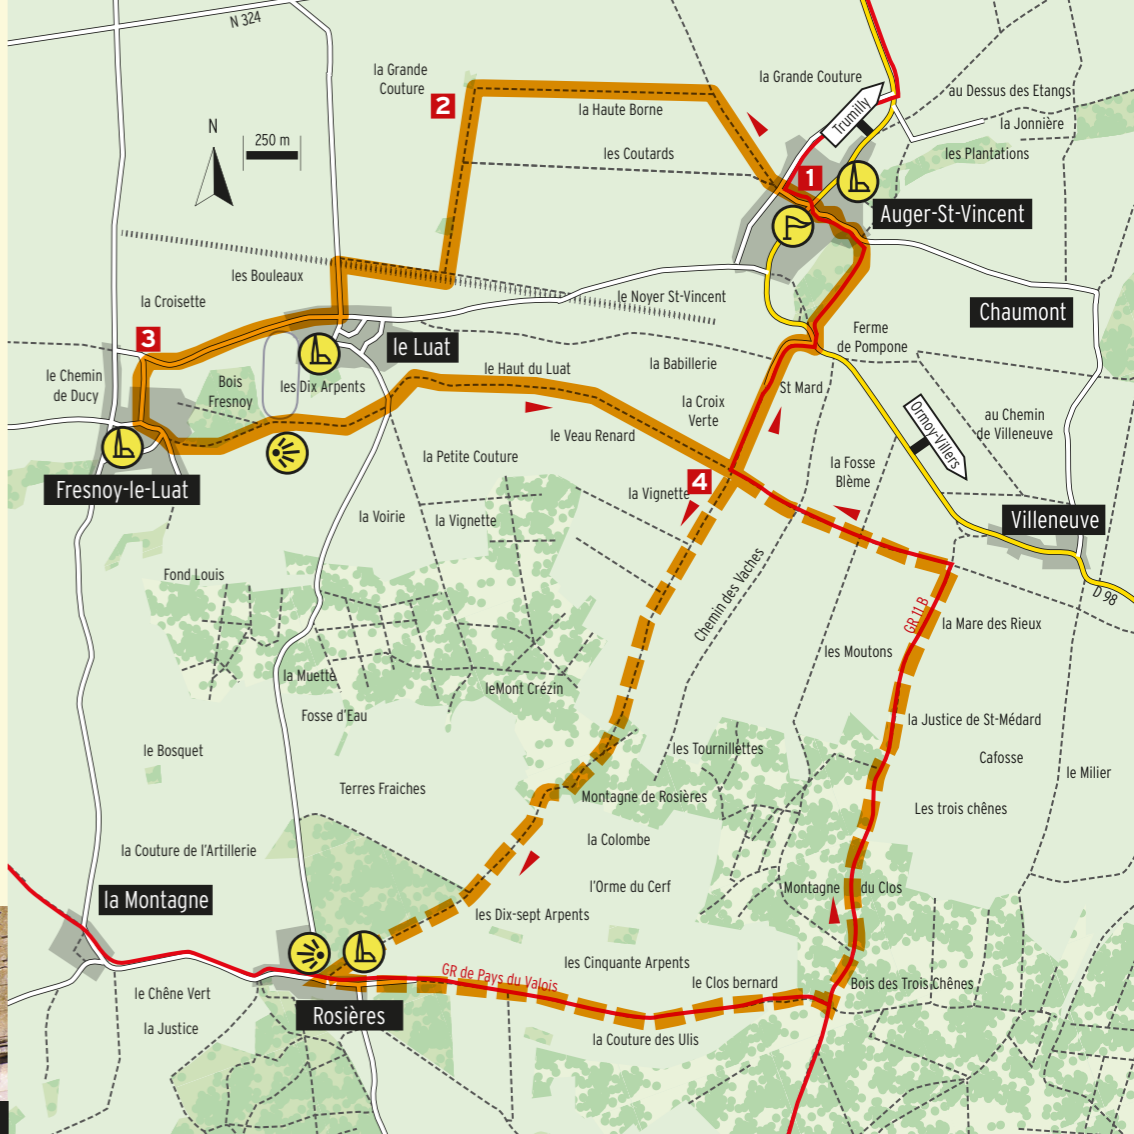 N 324
la Grande
Couture
2
la Haute Borne
la Grande Couture
au Dessus des Etangs
la Jonnière
Trumilly
N
250 m
les Coutards
les Plantations
1
Auger-St-Vincent
les Bouleaux
la Croisette
le Noyer St-Vincent
Chaumont
3
le Luat
Ferme
de Pompone
le Chemin
de Ducy
Bois
Fresnoy
les Dix Arpents
le Haut du Luat
la Babillerie
St Mard
la Croix
Verte
Ormoy-Villers
au Chemin
de Villeneuve
le Veau Renard
la Petite Couture
la Fosse
Blème
Fresnoy-le-Luat
4
la Vignette
la Voirie
la Vignette
Villeneuve
D 98
Fond Louis
Chemin des Vaches
GR 11 B
la Mare des Rieux
les Moutons
la Muette
leMont Crézin
Fosse d'Eau
la Justice de St-Médard
le Bosquet
les Tournillettes
Cafosse
le Milier
Terres Fraiches
Montagne de Rosières
Les trois chênes
la Couture de l'Artillerie
la Colombe
l'Orme du Cerf
Montagne du Clos
la Montagne
les Dix-sept Arpents
les Cinquante Arpents
GR de Pays du Valois
le Clos bernard
Bois des Trois Chênes
le Chêne Vert
Rosières
la Justice
la Couture des Ulis